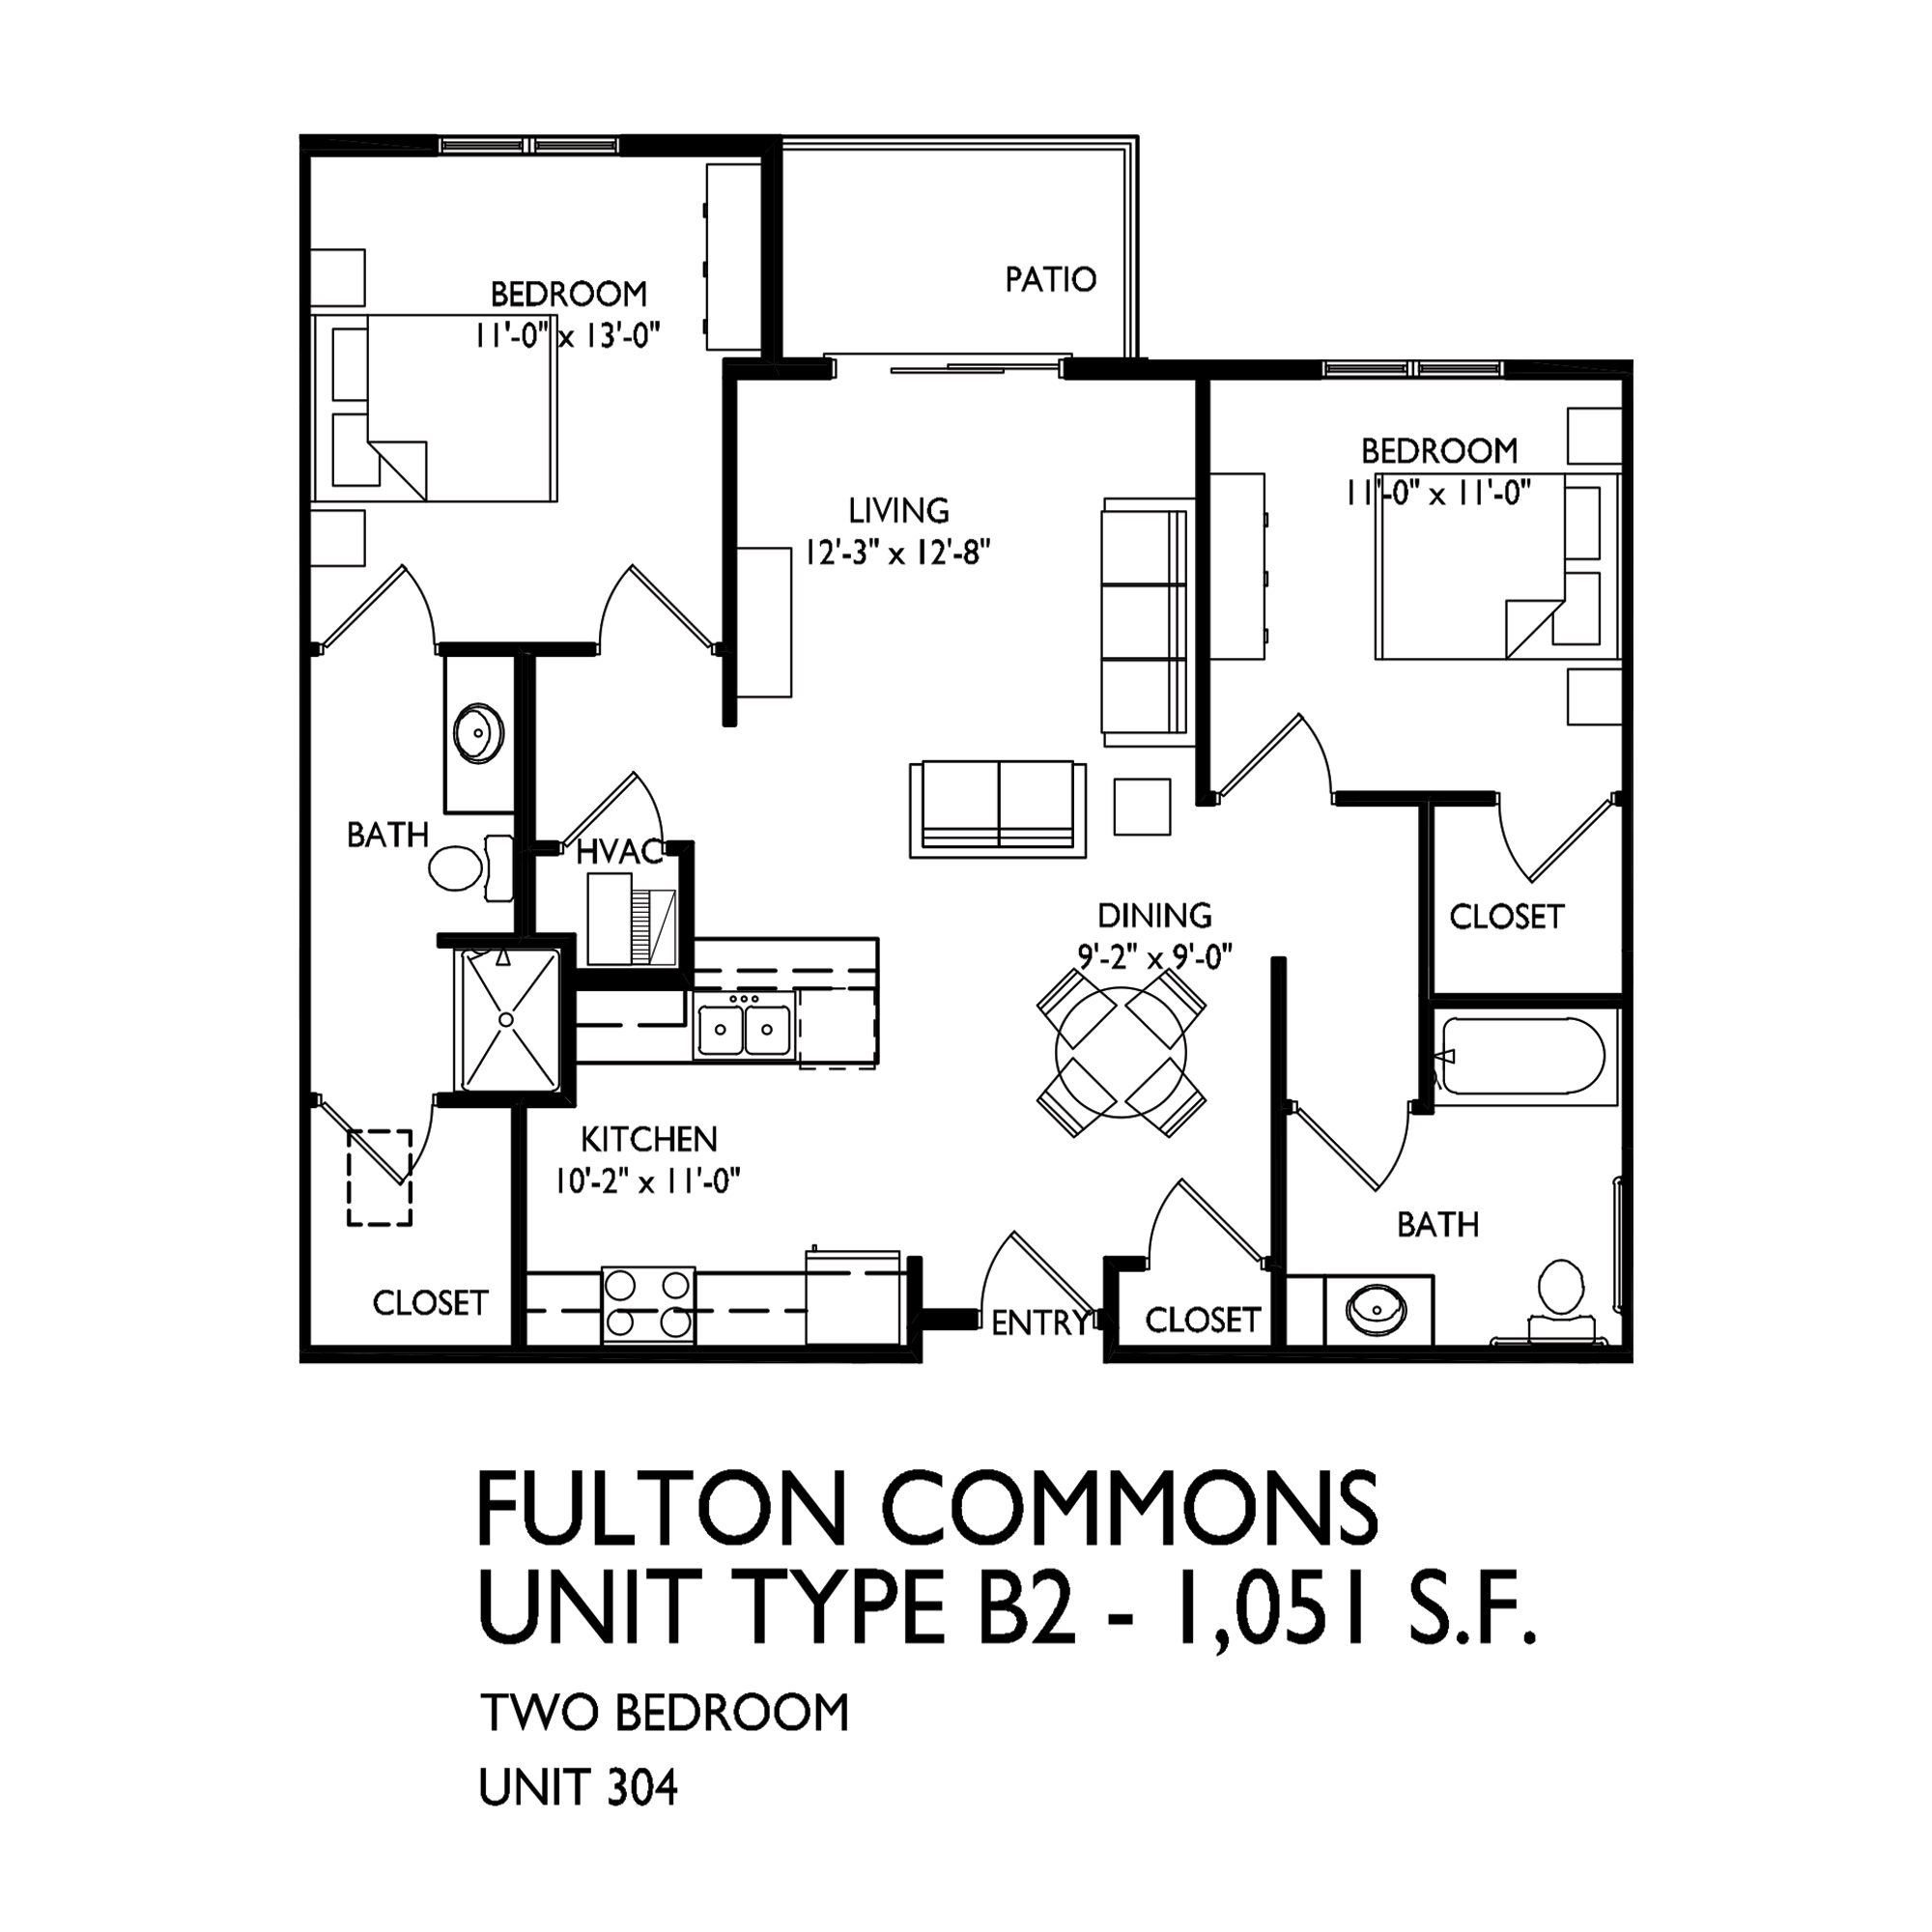 PATIO
BEDROOM
11'-0" x 13'-0"
BEDROOM
11'-0" x 11'-0"
LIVING
12'-3" x 12'-8"
BATH
HVAC
DINING
9'-2" x 9'-0"
CLOSET
KITCHEN
10'-2" x 11'-0"
BATH
CLOSET
ENTRY
CLOSET
FULTON COMMONS
UNIT TYPE B2 - 1,051 S.F.
TWO BEDROOM
UNIT 304